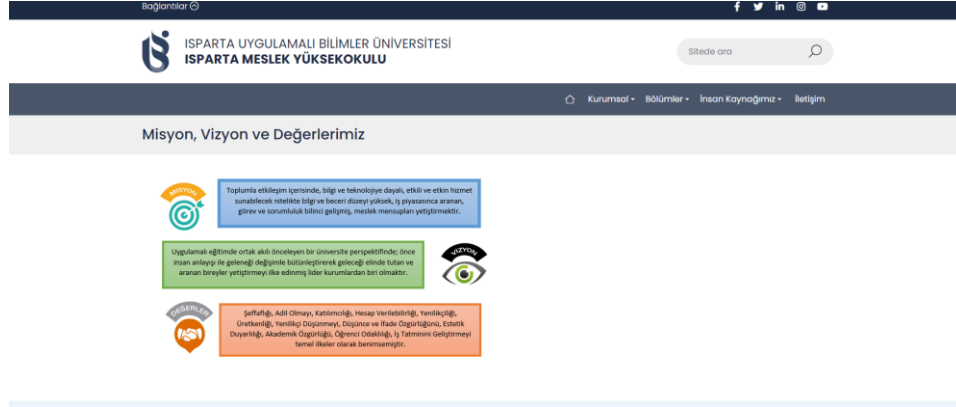 Bağlantılar
ISPARTA UYGULAMALI BİLİMLER ÜNİVERSİTESİ
ISPARTA MESLEK YÜKSEKOKULU
Sitede ara
Kurumsal Bölümler İnsan Kaynağımız İletişim
Misyon, Vizyon ve Değerlerimiz
MİSYON
Toplumla etkileşim içerisinde, bilgi ve teknolojiye dayalı, etkili ve etkin hizmet
sunabilecek nitelikte bilgi ve beceri düzeyi yüksek, iş piyasasınca aranan,
görev ve sorumluluk bilinci gelişmiş, meslek mensupları yetiştirmektir.
Uygulamalı eğitimde ortak akılı önceleyen bir üniversite perspektifinde; önce
insan anlayışı ile geleneği değişimle bütünleştirerek geleceği elinde tutan ve
aranan bireyler yetiştirmeyi ilke edinmiş lider kurumlardan biri olmaktır.
VİZYON
DEĞERLER
Şeffaflığı, Adil Olmayı, Katılımcılığı, Hesap Verilebilirliği, Yenilikçiliği,
Üretkenliği, Yenilikçi Düşünmeyi, Düşünce ve İfade Özgürlüğünü, Estetik
Duyarlılığı, Akademik Özgürlüğü, Öğrenci Odaklılığı, İş Tatminini Geliştirmeyi
temel ilkeler olarak benimsemiştir.